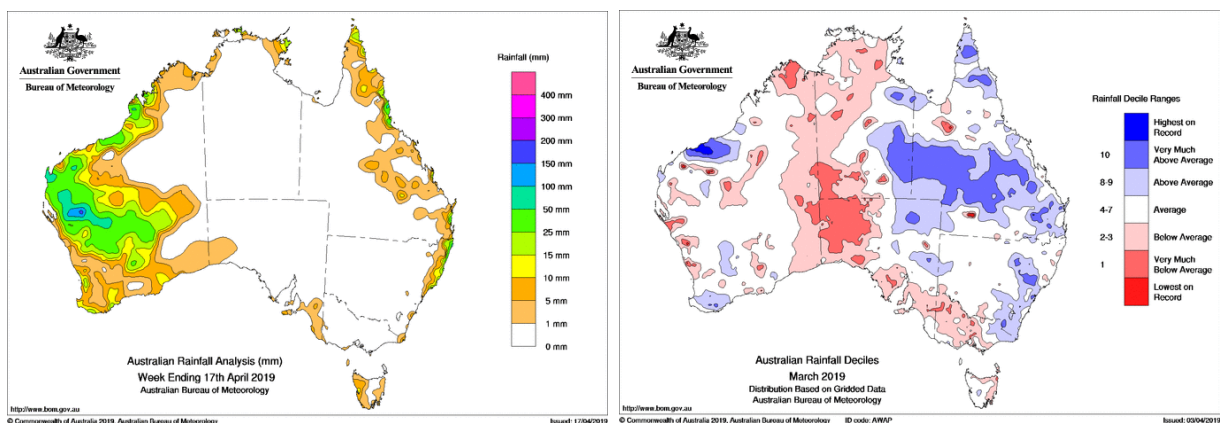 Australian Government
Bureau of Meteorology
Rainfall (mm)
400 mm
300 mm
200 mm
150 mm
100 mm
50 mm
25 mm
15 mm
10 mm
5 mm
1 mm
0 mm
Australian Rainfall Analysis (mm)
Week Ending 17th April 2019
Australian Bureau of Meteorology
http://www.bom.gov.au
© Commonwealth of Australia 2019, Australian Bureau of Meteorology
Issued: 17/04/2019
Australian Government
Bureau of Meteorology
Rainfall Decile Ranges
Highest on
Record
10
Very Much
Above Average
8-9
Above Average
4-7
Average
2-3
Below Average
1
Very Much
Below Average
Lowest on
Record
Australian Rainfall Deciles
March 2019
Distribution Based on Gridded Data
Australian Bureau of Meteorology
http://www.bom.gov.au
© Commonwealth of Australia 2019, Australian Bureau of Meteorology
ID code: AWAP
Issued: 03/04/2019